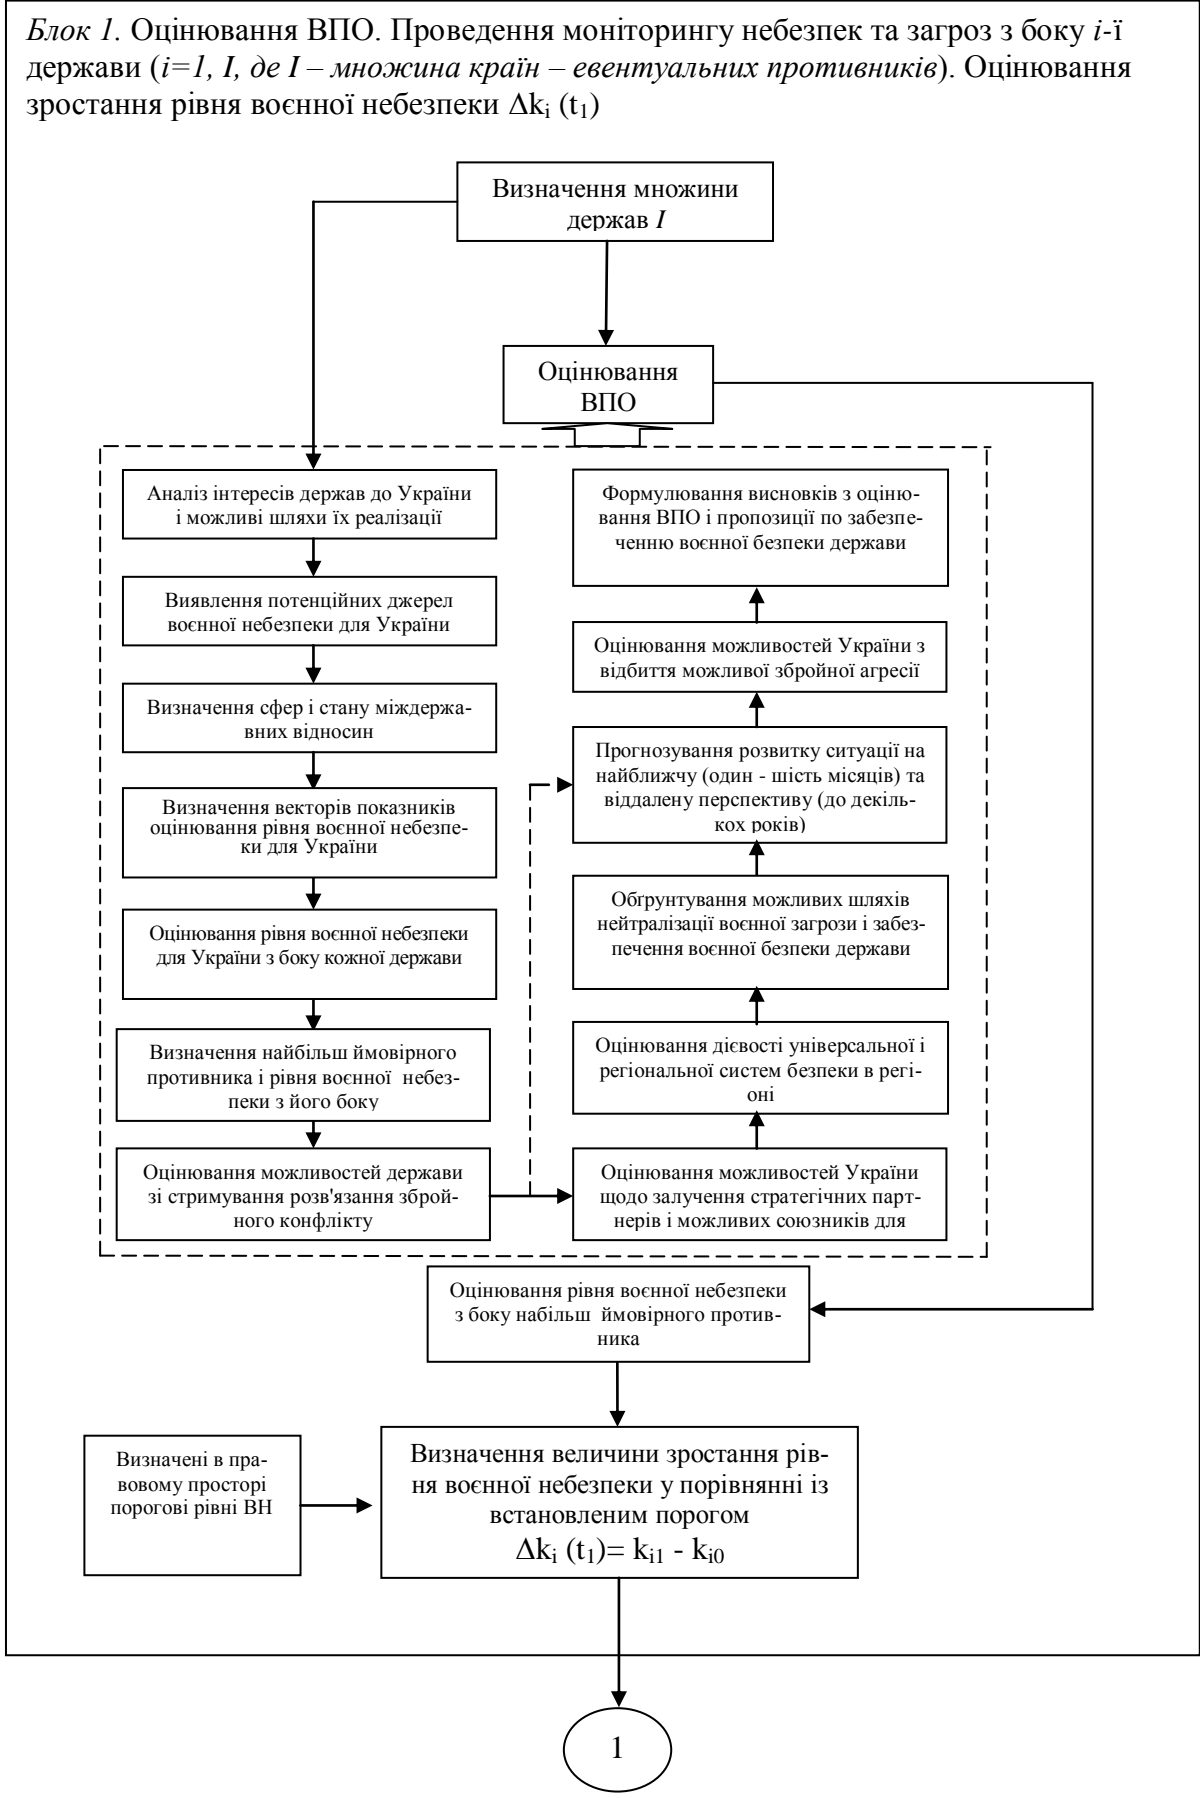 Блок 1. Оцінювання ВПО. Проведення моніторингу небезпек та загроз з боку i-ї
держави (i=1, I, де I – множина країн – евентуальних противників). Оцінювання
зростання рівня воєнної небезпеки Δki (t1)
Визначення множини
держав I
Оцінювання
ВПО
Аналіз інтересів держав до України
і можливі шляхи їх реалізації
Виявлення потенційних джерел
воєнної небезпеки для України
Визначення сфер і стану міждержа-
вних відносин
Визначення векторів показників
оцінювання рівня воєнної небезпе-
ки для України
Оцінювання рівня воєнної небезпеки
для України з боку кожної держави
Визначення найбільш ймовірного
противника і рівня воєнної небез-
пеки з його боку
Оцінювання можливостей держави
зі стримування розв'язання зброй-
ного конфлікту
Формулювання висновків з оціню-
вання ВПО і пропозиції по забезпе-
ченню воєнної безпеки держави
Оцінювання можливостей України з
відбиття можливої збройної агресії
Прогнозування розвитку ситуації на
найближчу (один - шість місяців) та
віддалену перспективу (до декіль-
кох років)
Обґрунтування можливих шляхів
нейтралізації воєнної загрози і забез-
печення воєнної безпеки держави
Оцінювання дієвості універсальної і
регіональної систем безпеки в регі-
оні
Оцінювання можливостей України
щодо залучення стратегічних парт-
нерів і можливих союзників для
Оцінювання рівня воєнної небезпеки
з боку набільш ймовірного против-
ника
Визначені в пра-
вовому просторі
порогові рівні ВН
Визначення величини зростання рів-
ня воєнної небезпеки у порівнянні із
встановленим порогом
Δki (t1)= ki1 - ki0
1